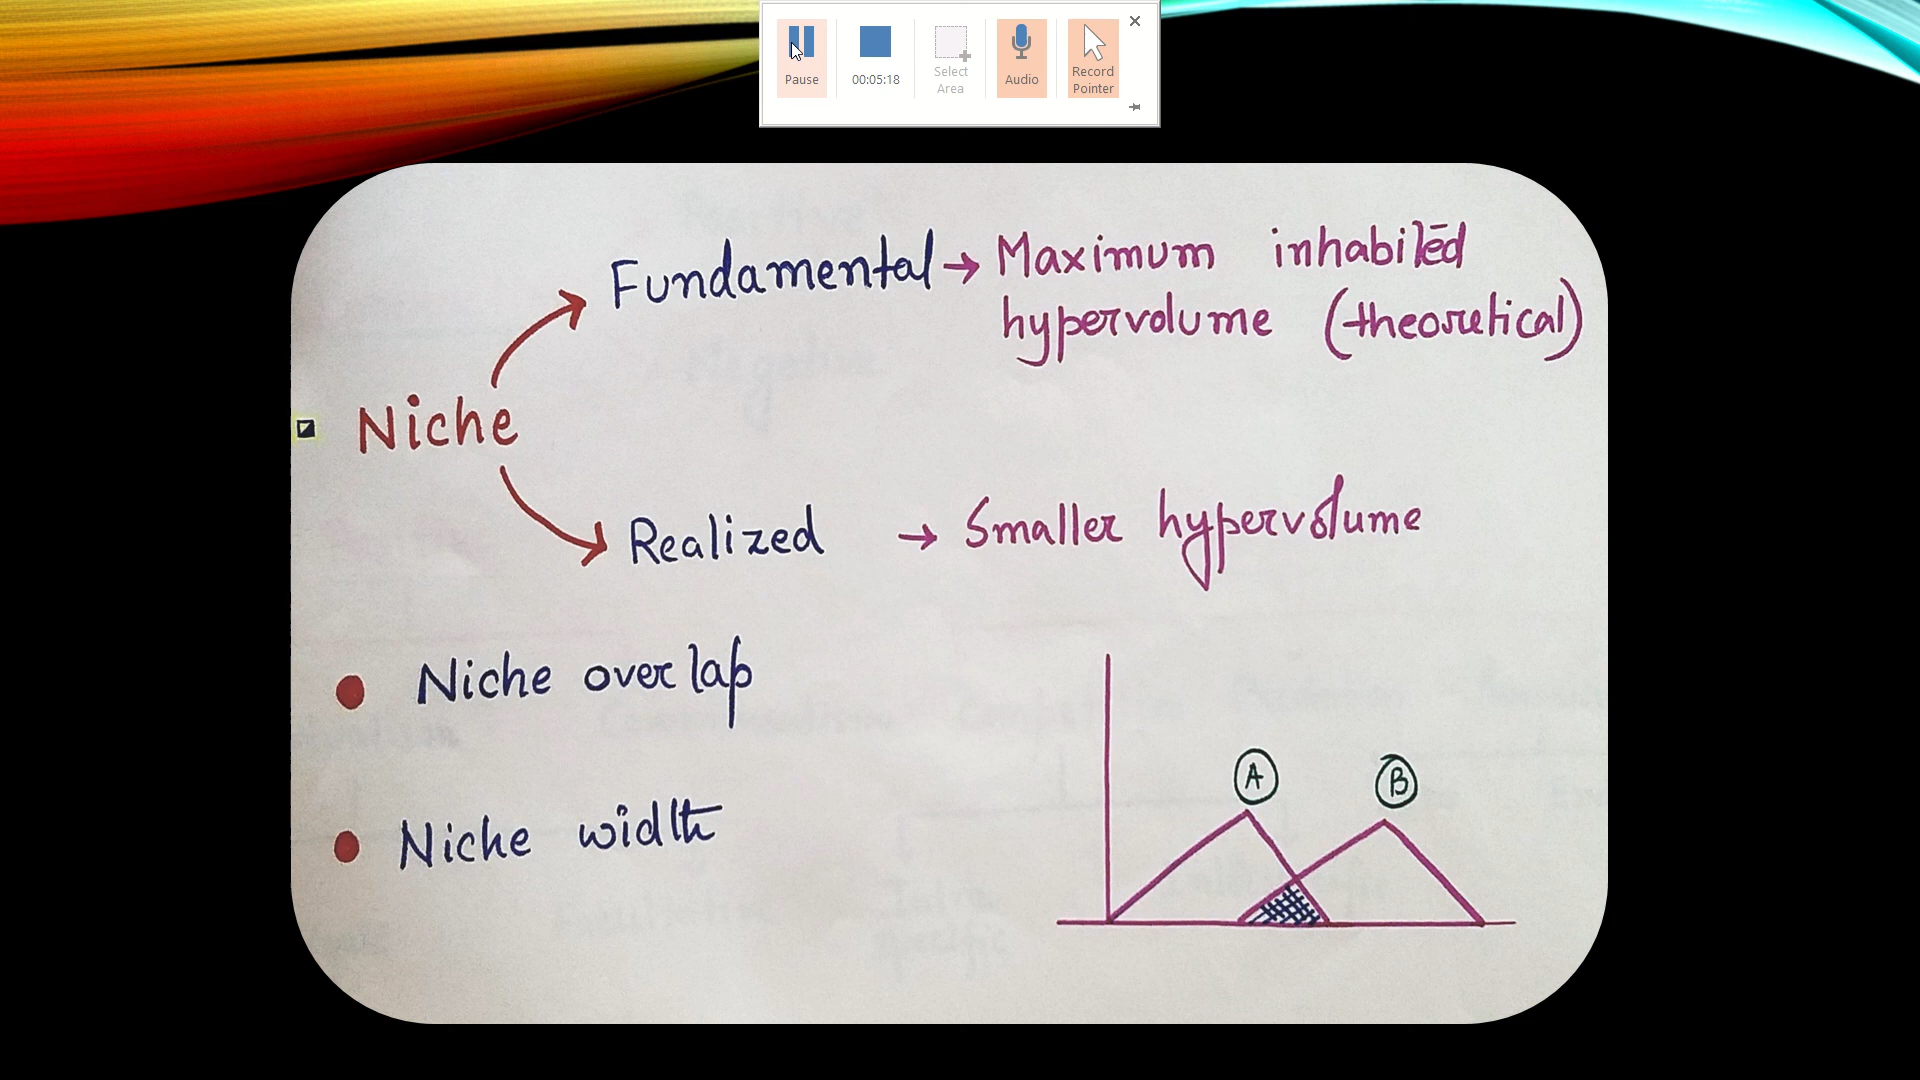 Pause
00:05:18
Select
Area
Audio
Record
Pointer
Fundamental → Maximum inhabited
hypervolume (theoretical)
Niche
Realized → Smaller hypervolume
Niche overlap
A B
Niche width